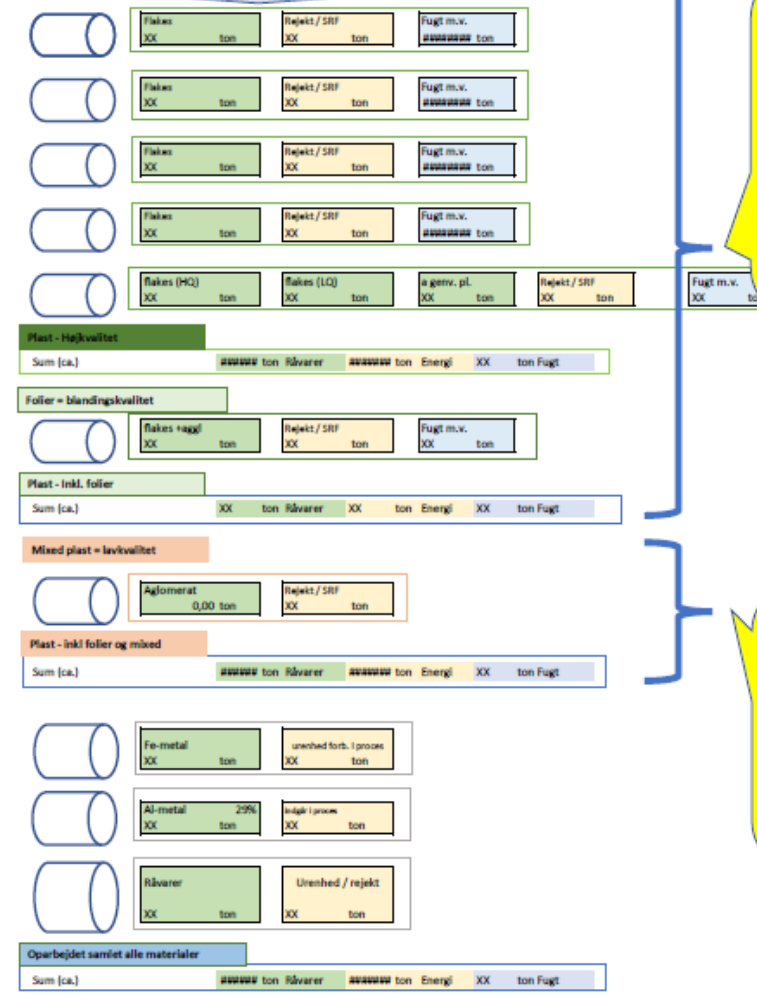 Flakes Rejekt / SRF Fugt m.v.
XX ton XX ton ######## ton
Flakes Rejekt / SRF Fugt m.v.
XX ton XX ton ######## ton
Flakes Rejekt / SRF Fugt m.v.
XX ton XX ton ######## ton
Flakes Rejekt / SRF Fugt m.v.
XX ton XX ton ######## ton
flakes (HQ) flakes (LQ) a genv. pl. Rejekt / SRF Fugt m.v.
XX ton XX ton XX ton XX ton XX to
Plast - Højkvalitet
Sum (ca.) ###### ton Råvarer ####### ton Energi XX ton Fugt
Folier = blandingskvalitet
flakes +aggl Rejekt / SRF Fugt m.v.
XX ton XX ton XX ton
Plast - Inkl. folier
Sum (ca.) XX ton Råvarer XX ton Energi XX ton Fugt
Mixed plast = lavkvalitet
Aglomerat Rejekt / SRF
0,00 ton XX ton
Plast - inkl folier og mixed
Sum (ca.) ###### ton Råvarer ####### ton Energi XX ton Fugt
Fe-metal urenhed forb. i proces
XX ton XX ton
Al-metal 29% Indgår i proces
XX ton XX ton
Råvarer Urenhed / rejekt
XX ton XX ton
Oparbejdet samlet alle materialer
Sum (ca.) ###### ton Råvarer ####### ton Energi XX ton Fugt